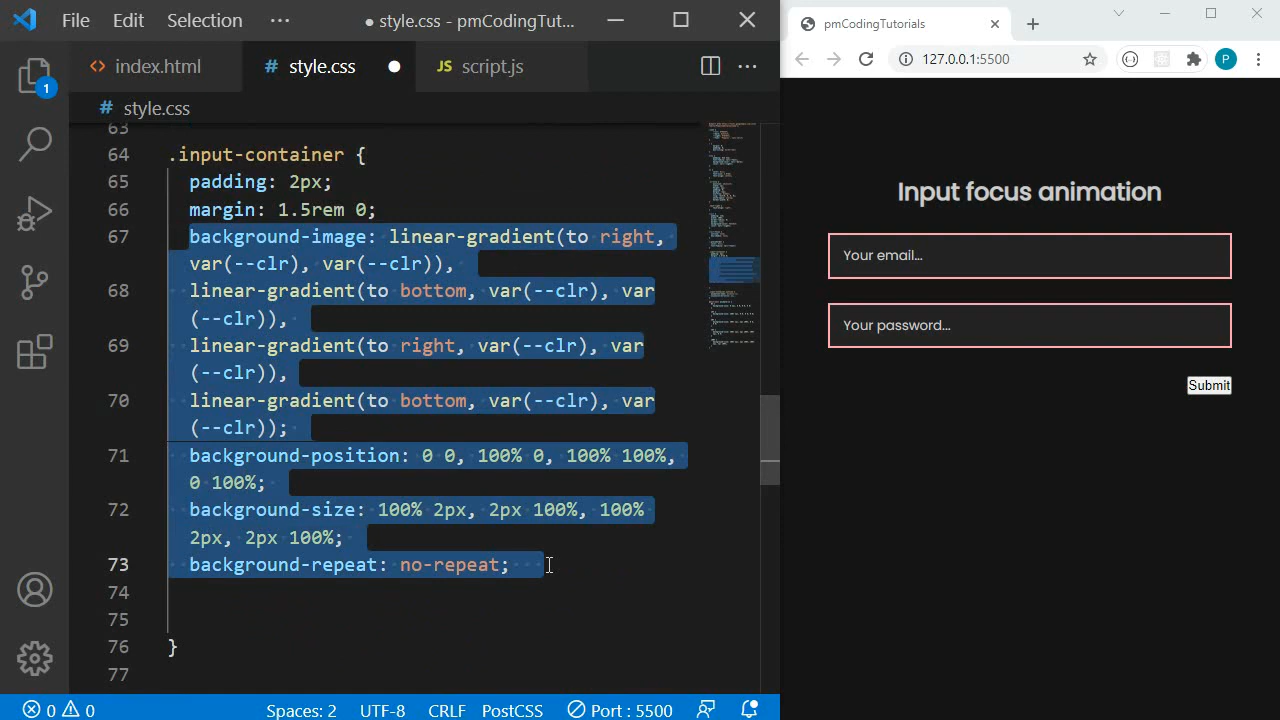 File Edit Selection ··· ● style.css - pmCodingTut...
index.html style.css script.js
style.css
1
63
64 .input-container {
65 padding: 2px;
66 margin: 1.5rem 0;
67 background-image: linear-gradient(to right,
var(--clr), var(--clr)),
68 linear-gradient(to bottom, var(--clr), var
(--clr)),
69 linear-gradient(to right, var(--clr), var
(--clr)),
70 linear-gradient(to bottom, var(--clr), var
(--clr));
71 background-position: 0 0, 100% 0, 100% 100%,
0 100%;
72 background-size: 100% 2px, 2px 100%, 100%
2px, 2px 100%;
73 background-repeat: no-repeat;
74
75
76 }
77
0 0 Spaces: 2 UTF-8 CRLF PostCSS Port : 5500
pmCodingTutorials
127.0.0.1:5500 P
Input focus animation
Your email...
Your password...
Submit